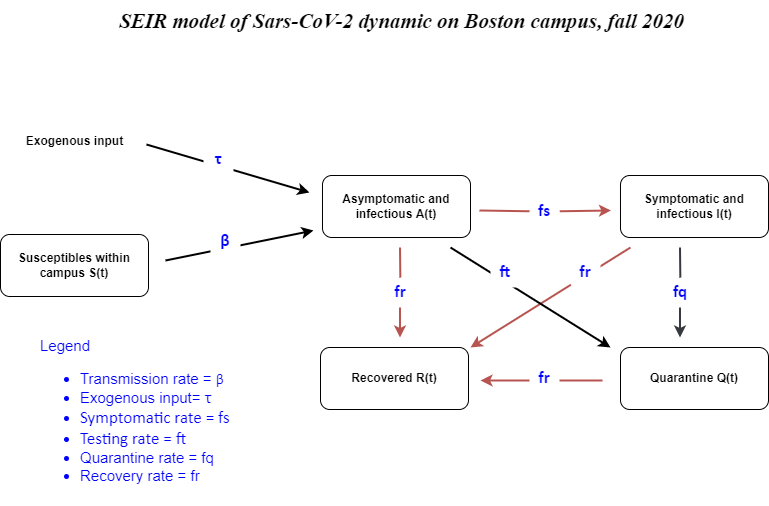 SEIR model of Sars-CoV-2 dynamic on Boston campus, fall 2020
Exogenous input
τ
Asymptomatic and
infectious A(t)
fs
Symptomatic and
infectious I(t)
Susceptibles within
campus S(t)
β
fr
ft
fr
fq
Recovered R(t)
fr
Quarantine Q(t)
Legend
• Transmission rate = β
• Exogenous input= τ
• Symptomatic rate = fs
• Testing rate = ft
• Quarantine rate = fq
• Recovery rate = fr